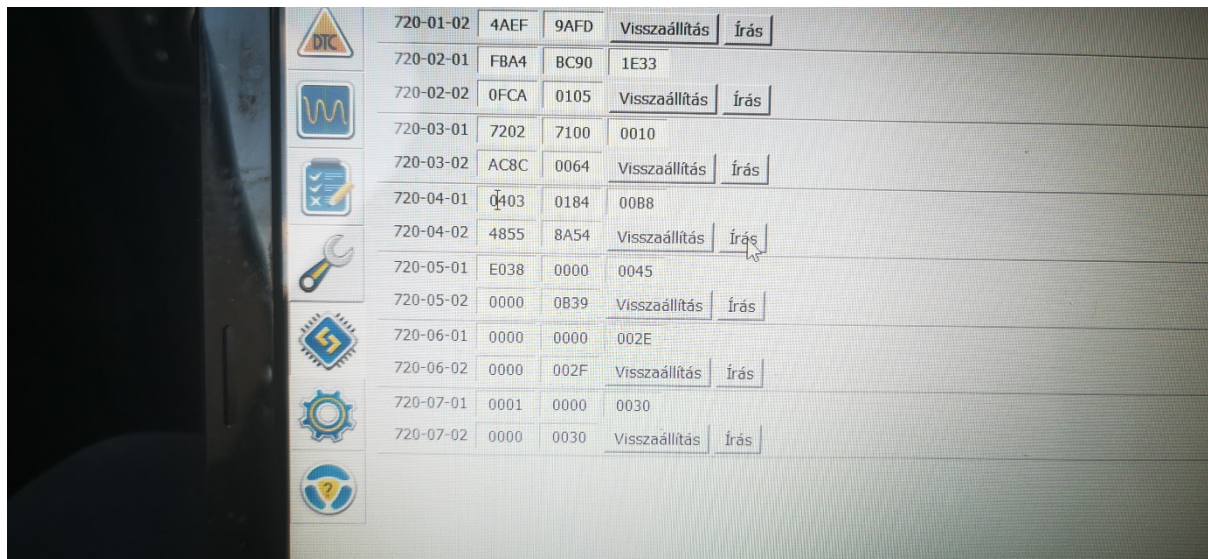 DTC
720-01-02 4AEF 9AFD Visszaállítás Írás
720-02-01 FBA4 BC90 1E33
720-02-02 0FCA 0105 Visszaállítás Írás
720-03-01 7202 7100 0010
720-03-02 AC8C 0064 Visszaállítás Írás
720-04-01 0403 0184 00B8
720-04-02 4855 8A54 Visszaállítás Írás
720-05-01 E038 0000 0045
720-05-02 0000 0B39 Visszaállítás Írás
720-06-01 0000 0000 002E
720-06-02 0000 002F Visszaállítás Írás
720-07-01 0001 0000 0030
720-07-02 0000 0030 Visszaállítás Írás
?